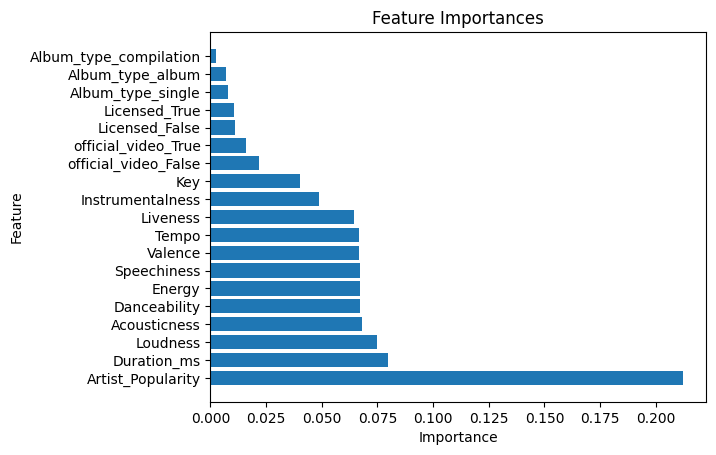 Feature Importances
Album_type_compilation
Album_type_album
Album_type_single
Licensed_True
Licensed_False
official_video_True
official_video_False
Key
Instrumentalness
Liveness
Tempo
Valence
Speechiness
Energy
Danceability
Acousticness
Loudness
Duration_ms
Artist_Popularity
Feature
0.000 0.025 0.050 0.075 0.100 0.125 0.150 0.175 0.200
Importance